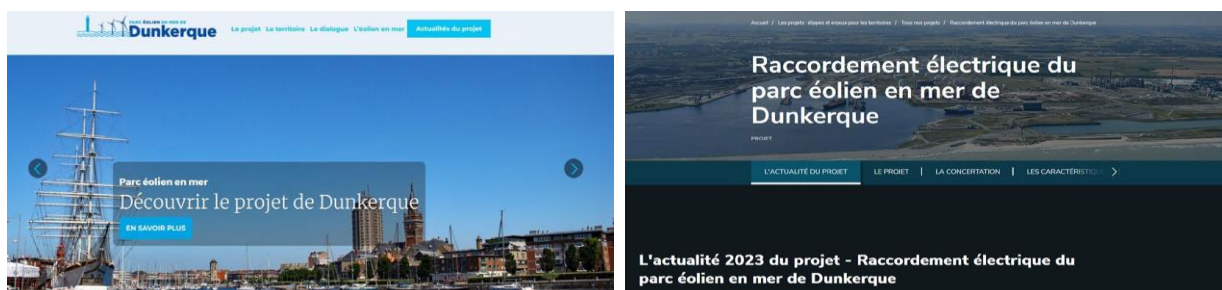 PARC ÉOLIEN EN MER DE
Dunkerque
Le projet Le territoire Le dialogue L'éolien en mer Actualités du projet
Parc éolien en mer
Découvrir le projet de Dunkerque
EN SAVOIR PLUS
Accueil / Les projets : étapes et enjeux pour les territoires / Tous nos projets / Raccordement électrique du parc éolien en mer de Dunkerque
Raccordement électrique du
parc éolien en mer de
Dunkerque
PROJET
L'ACTUALITÉ DU PROJET LE PROJET LA CONCERTATION LES CARACTÉRISTIQU
L'actualité 2023 du projet - Raccordement électrique du
parc éolien en mer de Dunkerque